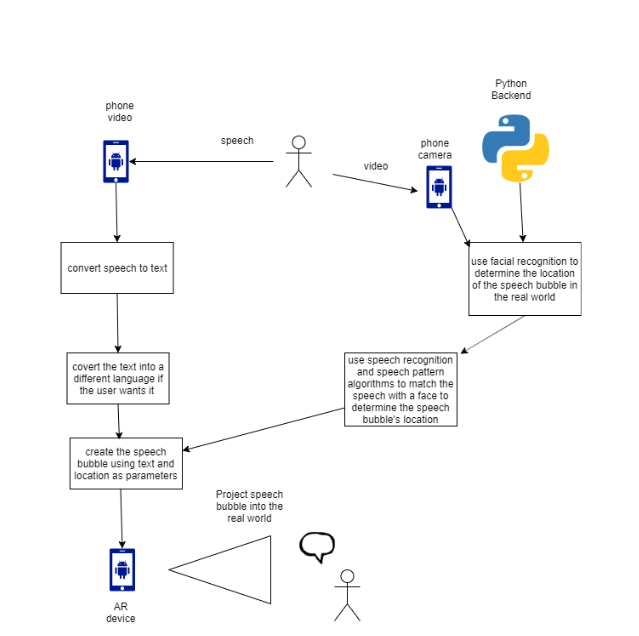 Python
Backend
phone
video
speech
phone
camera
video
convert speech to text
use facial recognition to
determine the location
of the speech bubble in
the real world
covert the text into a
different language if
the user wants it
use speech recognition
and speech pattern
algorithms to match the
speech with a face to
determine the speech
bubble's location
create the speech
bubble using text and
location as parameters
Project speech
bubble into the
real world
AR
device